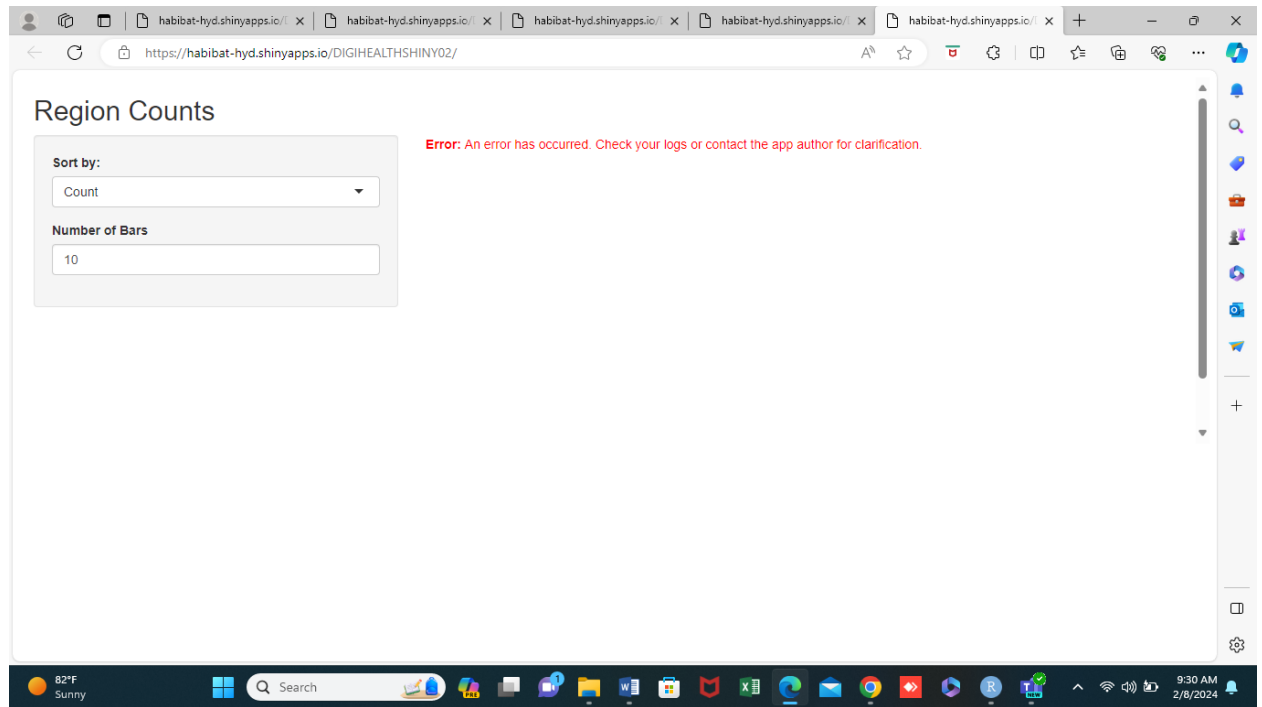 habibat-hyd.shinyapps.io/
habibat-hyd.shinyapps.io/
habibat-hyd.shinyapps.io/
habibat-hyd.shinyapps.io/
habibat-hyd.shinyapps.io/
https://habibat-hyd.shinyapps.io/DIGIHEALTHSHINY02/
Region Counts
Error: An error has occurred. Check your logs or contact the app author for clarification.
Sort by:
Count
Number of Bars
10
82°F
Sunny
Search
PRE
1
NEW
9:30 AM
2/8/2024